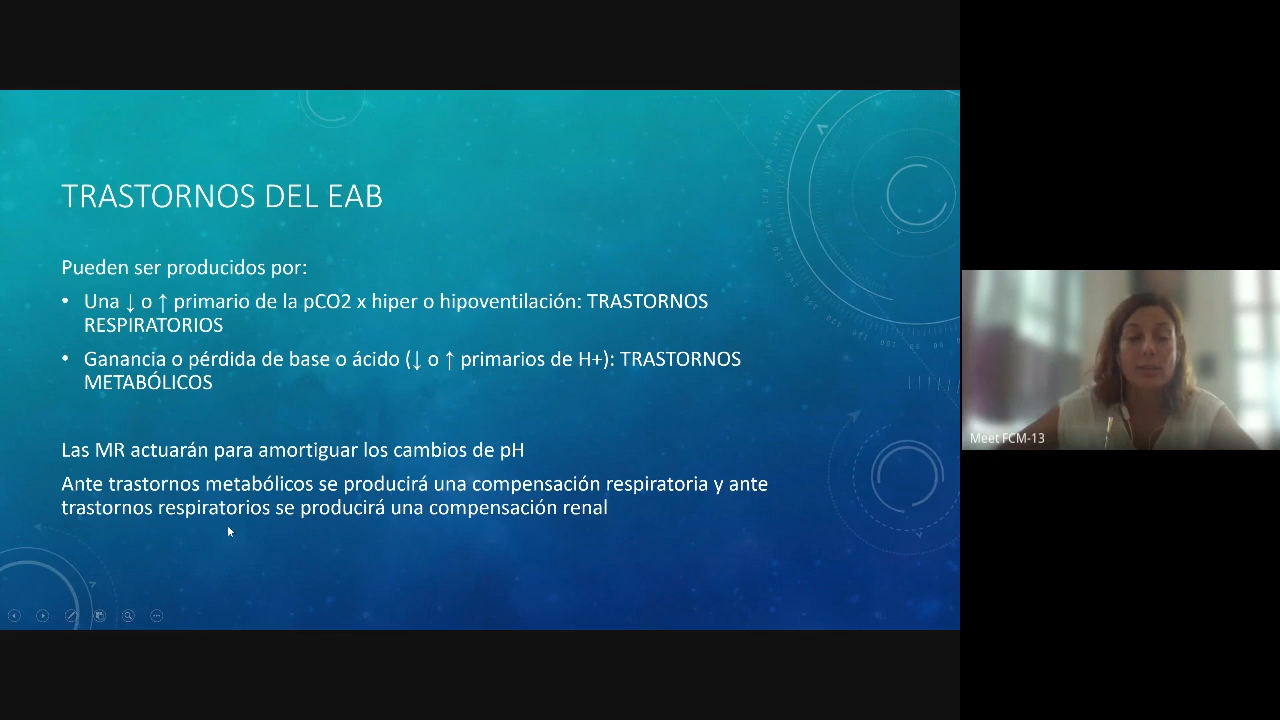 TRASTORNOS DEL EAB
Pueden ser producidos por:
• Una ↓ o ↑ primario de la pCO2 x hiper o hipoventilación: TRASTORNOS
RESPIRATORIOS
• Ganancia o pérdida de base o ácido (↓ o ↑ primarios de H+): TRASTORNOS
METABÓLICOS
Las MR actuarán para amortiguar los cambios de pH
Ante trastornos metabólicos se producirá una compensación respiratoria y ante
trastornos respiratorios se producirá una compensación renal
Meet FCM-13